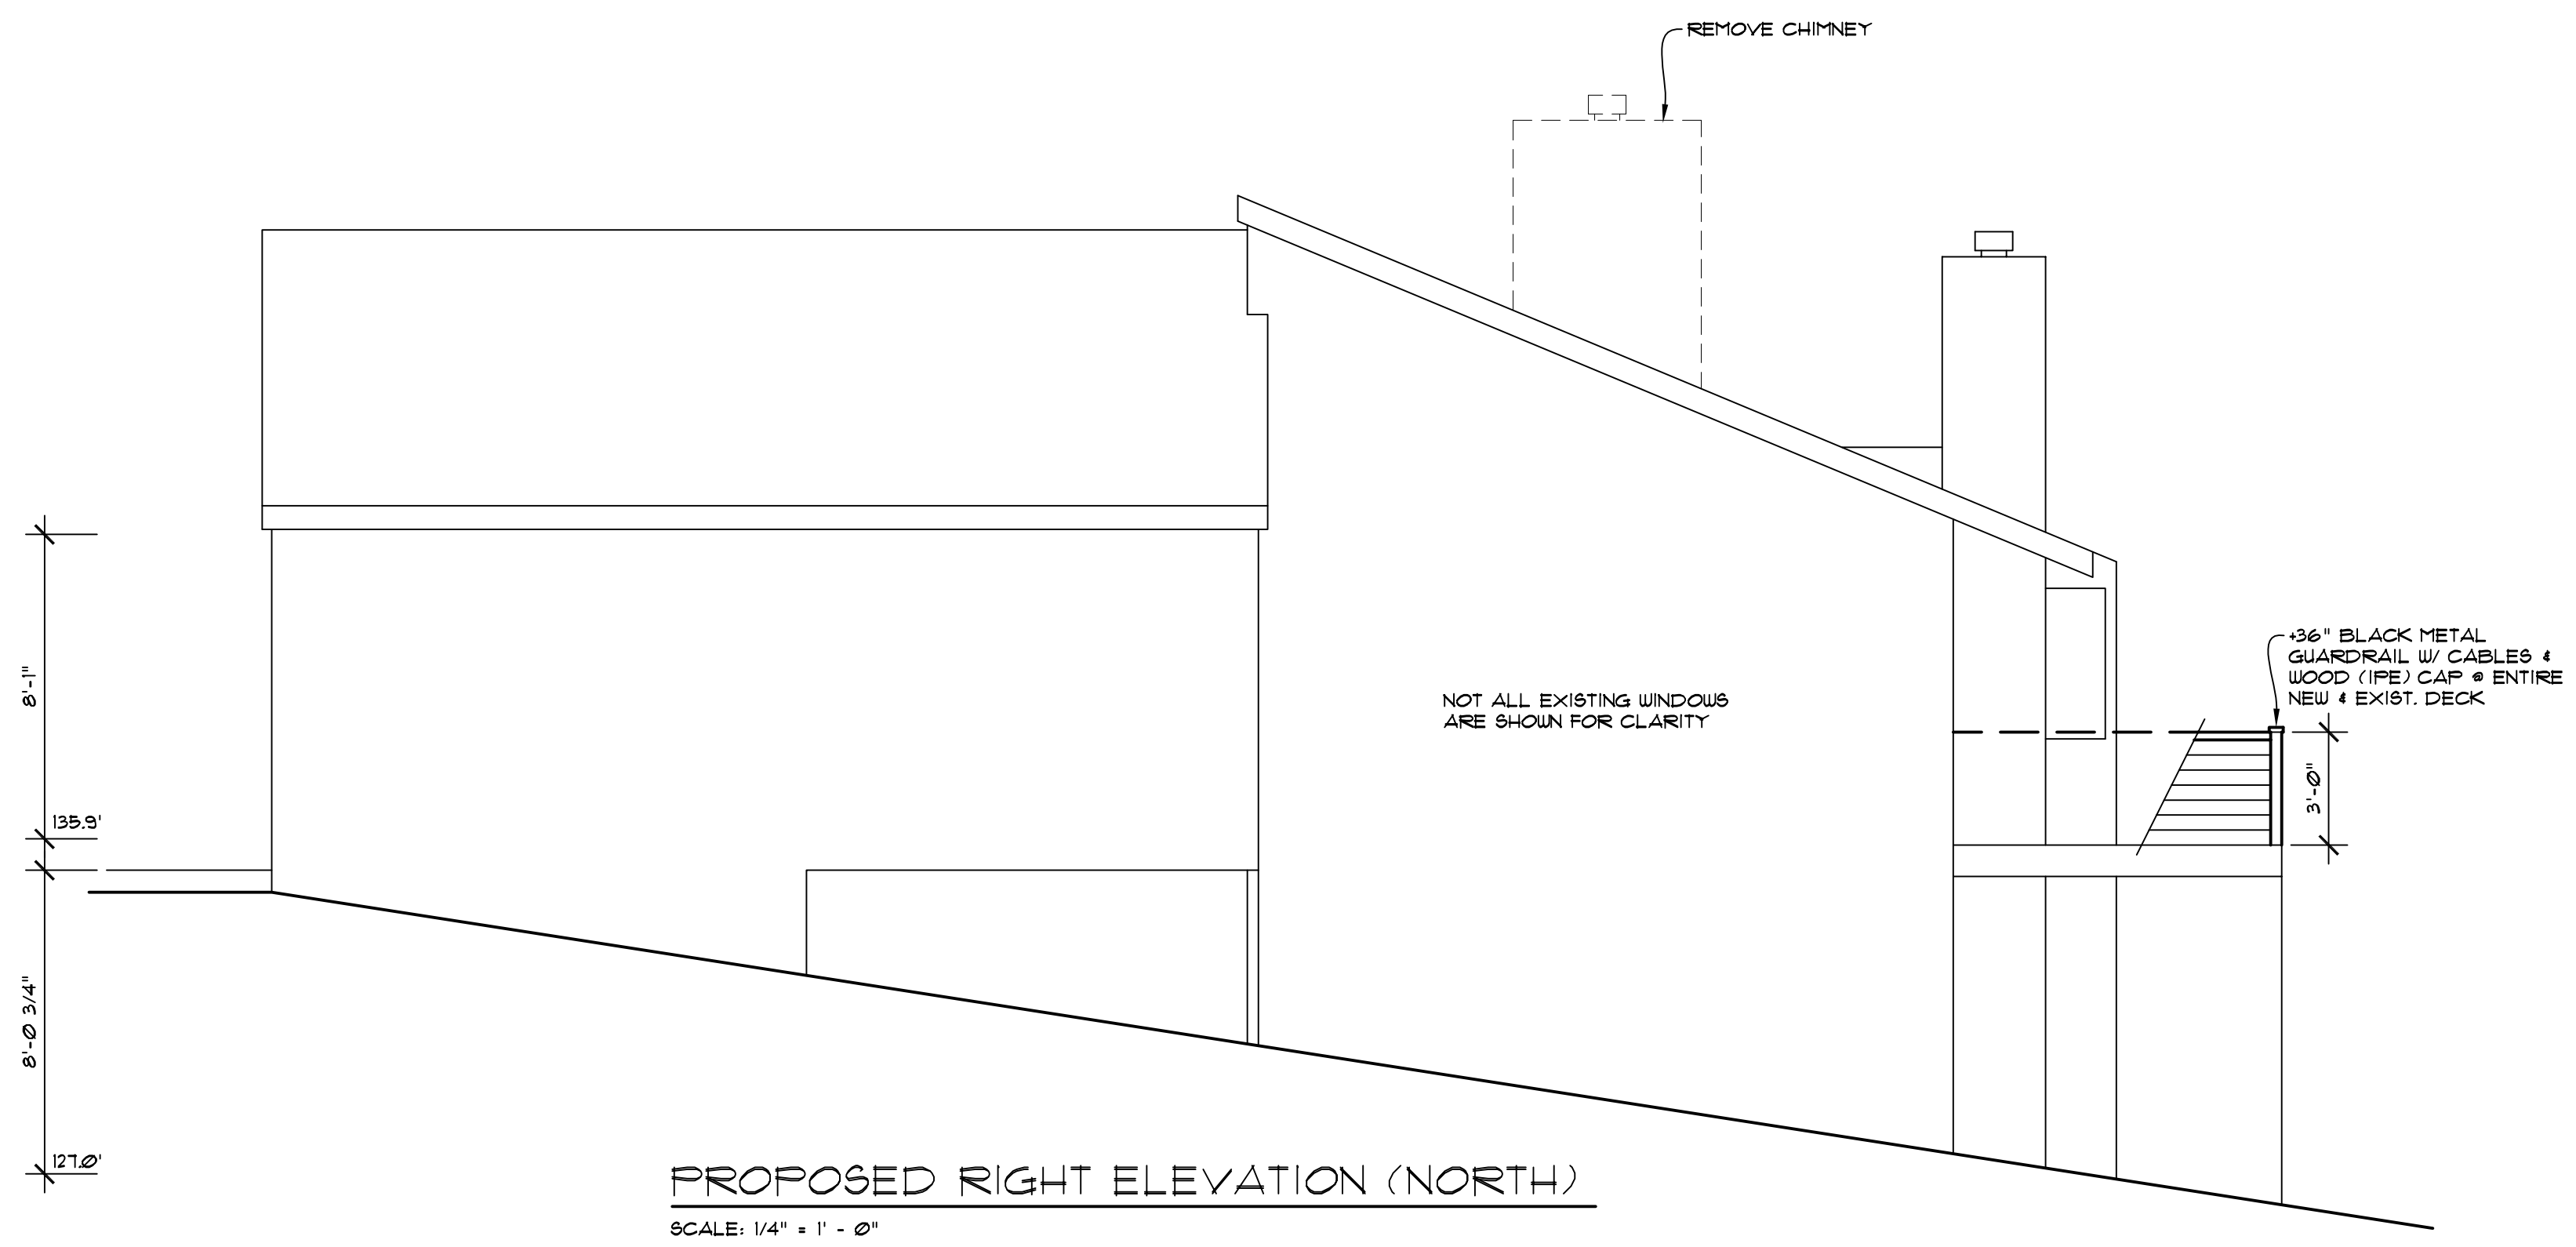 REMOVE CHIMNEY
+36" BLACK METAL
GUARDRAIL W/ CABLES &
WOOD (IPE) CAP @ ENTIRE
NEW & EXIST. DECK
NOT ALL EXISTING WINDOWS
ARE SHOWN FOR CLARITY
8'-1"
3'-0"
135.9'
8'-0 3/4"
127.0'
PROPOSED RIGHT ELEVATION (NORTH)
SCALE: 1/4" = 1' - 0"